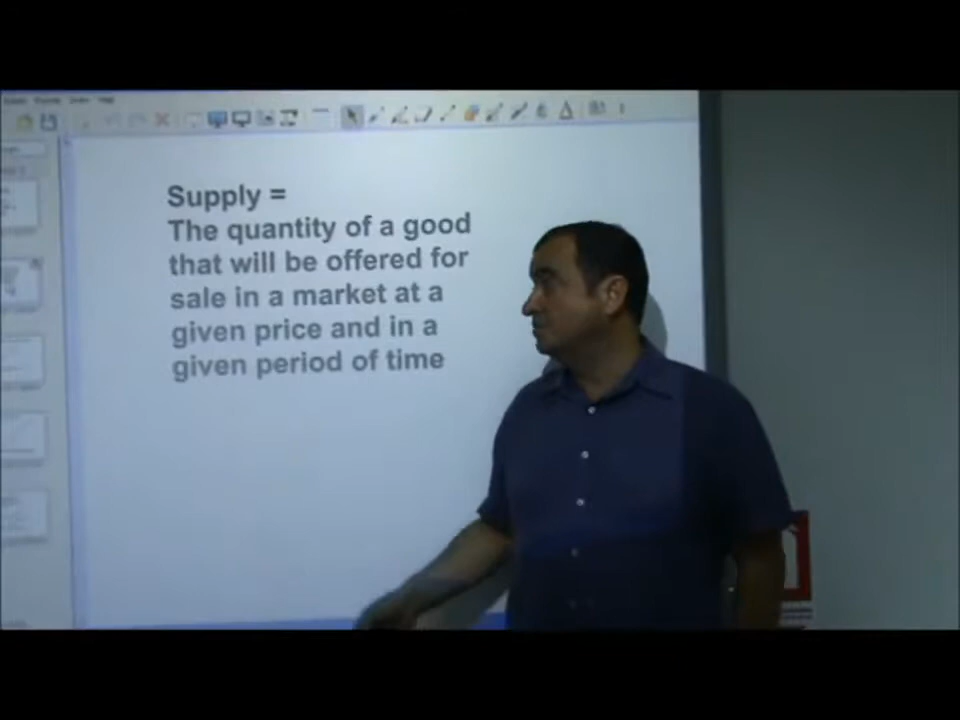 Supply =
The quantity of a good
that will be offered for
sale in a market at a
given price and in a
given period of time